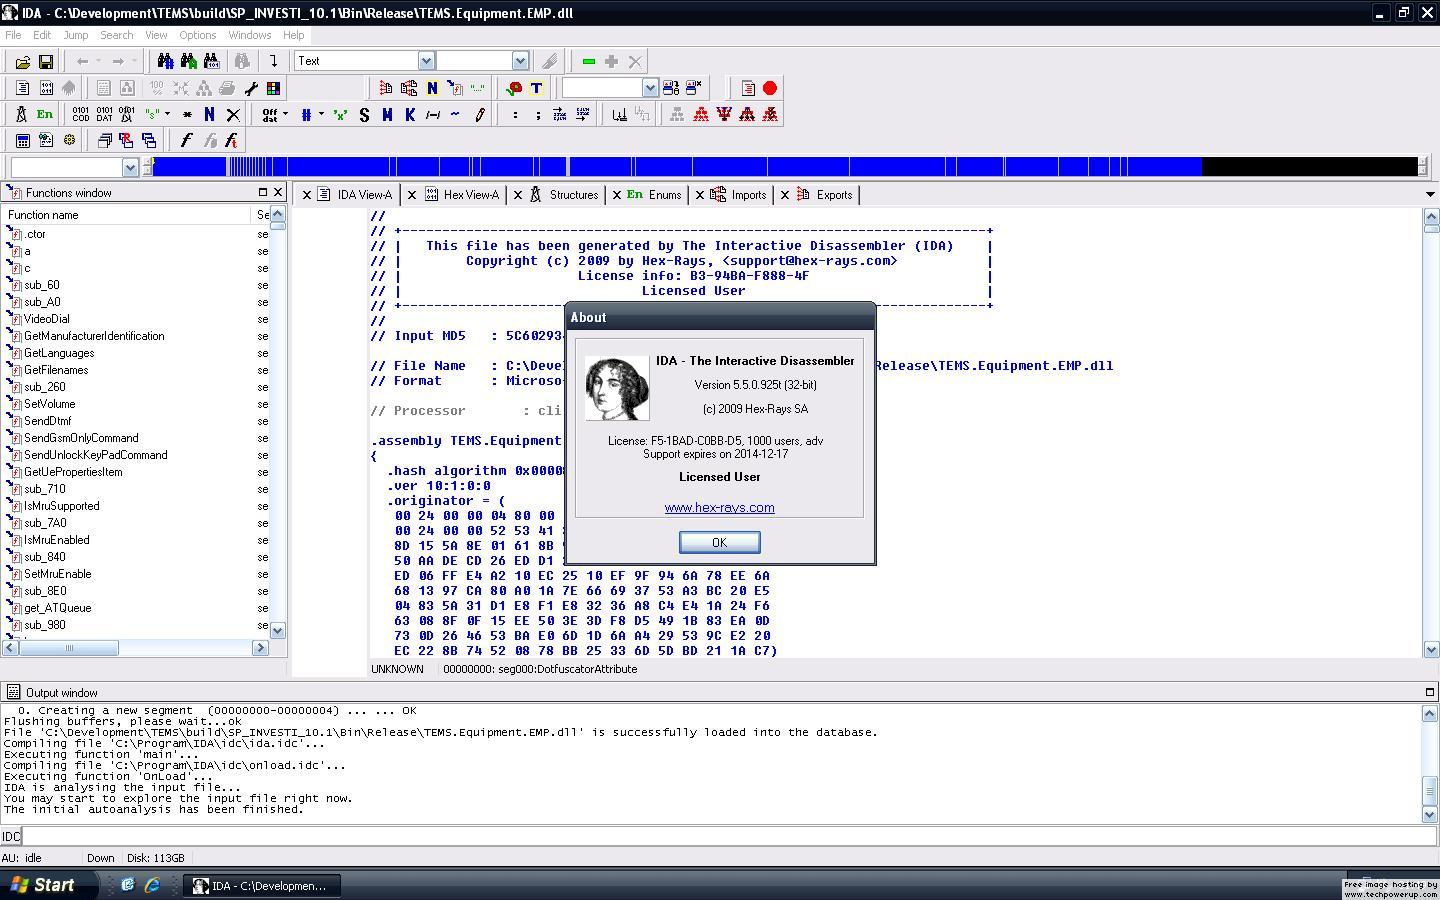 IDA - C:\Development\TEMS\build\SP_INVESTI_10.1\Bin\Release\TEMS.Equipment.EMP.dll
File Edit Jump Search View Options Windows Help
Text
En
Off dat
Functions window
IDA View-A
Hex View-A
Structures
En Enums
Imports
Exports
Function name
Se
.ctor se
a se
c se
sub_60 se
sub_A0 se
VideoDial se
GetManufacturerIdentification se
GetLanguages se
GetFilenames se
sub_260 se
SetVolume se
SendDtmf se
SendGsmOnlyCommand se
SendUnlockKeyPadCommand se
GetUePropertiesItem se
sub_710 se
IsMruSupported se
sub_7A0 se
IsMruEnabled se
sub_840 se
SetMruEnable se
sub_8E0 se
get_ATQueue se
sub_980 se
//
// +-------------------------------------------------------------------------+
// | This file has been generated by The Interactive Disassembler (IDA) |
// | Copyright (c) 2009 by Hex-Rays, <support@hex-rays.com> |
// | License info: B3-94BA-F888-4F |
// | Licensed User |
// +-------------------------------------------------------------------------+
//
// Input MD5 : 5C60293
// File Name : C:\Deve Release\TEMS.Equipment.EMP.dll
// Format : Microso
// Processor : cli
.assembly TEMS.Equipment
{
.hash algorithm 0x0000
.ver 10:1:0:0
.originator = (
00 24 00 00 04 80 00
00 24 00 00 52 53 41
8D 15 5A 8E 01 61 8B
50 AA DE CD 26 ED D1
ED 06 FF E4 A2 10 EC 25 10 EF 9F 94 6A 78 EE 6A
68 13 97 CA 80 A0 1A 7E 66 69 37 53 A3 BC 20 E5
04 83 5A 31 D1 E8 F1 E8 32 36 A8 C4 E4 1A 24 F6
63 08 8F 0F 15 EE 50 3E 3D F8 D5 49 1B 83 EA 0D
73 0D 26 46 53 BA E0 6D 1D 6A A4 29 53 9C E2 20
EC 22 8B 74 52 08 78 BB 25 33 6D 5D BD 21 1A C7)
UNKNOWN 00000000: seg000:DotfuscatorAttribute
About
IDA - The Interactive Disassembler
Version 5.5.0.925t (32-bit)
(c) 2009 Hex-Rays SA
License: F5-1BAD-C0BB-D5, 1000 users, adv
Support expires on 2014-12-17
Licensed User
www.hex-rays.com
OK
Output window
0. Creating a new segment (00000000-00000004) ... ... OK
Flushing buffers, please wait...ok
File 'C:\Development\TEMS\build\SP_INVESTI_10.1\Bin\Release\TEMS.Equipment.EMP.dll' is successfully loaded into the database.
Compiling file 'C:\Program\IDA\idc\ida.idc'...
Executing function 'main'...
Compiling file 'C:\Program\IDA\idc\onload.idc'...
Executing function 'OnLoad'...
IDA is analysing the input file...
You may start to explore the input file right now.
The initial autoanalysis has been finished.
IDC
AU: idle Down Disk: 113GB
Start
IDA - C:\Developmen...
Free image hosting by
www.techpowerup.com